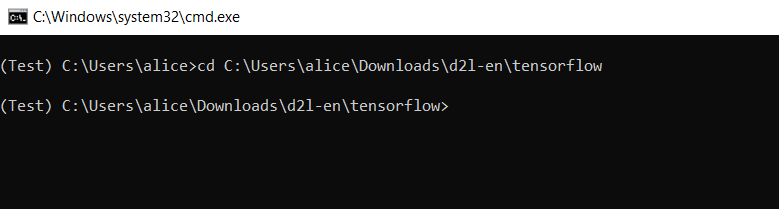 C:\Windows\system32\cmd.exe
(Test) C:\Users\alice>cd C:\Users\alice\Downloads\d2l-en\tensorflow
(Test) C:\Users\alice\Downloads\d2l-en\tensorflow>